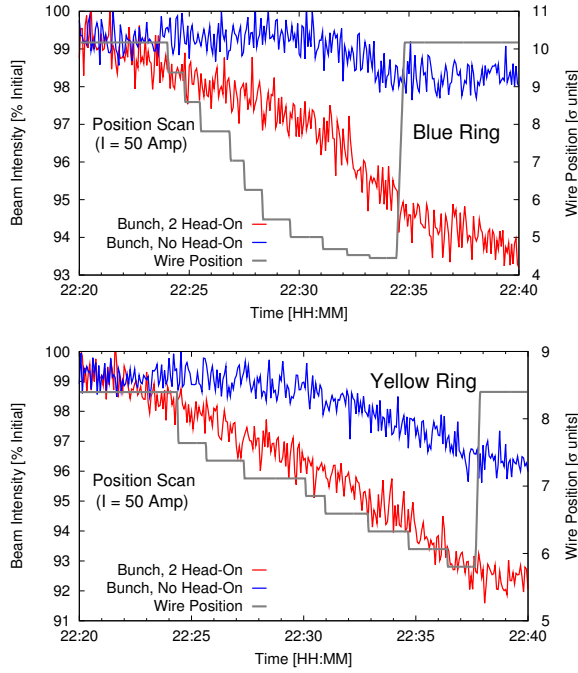 100
99
98
97
96
95
94
93
22:20
22:25
22:30
22:35
22:40
11
10
9
8
7
6
5
4
Beam Intensity [% Initial]
Wire Position [σ units]
Time [HH:MM]
Position Scan
(I = 50 Amp)
Blue Ring
Bunch, 2 Head-On
Bunch, No Head-On
Wire Position
100
99
98
97
96
95
94
93
92
91
22:20
22:25
22:30
22:35
22:40
9
8
7
6
5
Beam Intensity [% Initial]
Wire Position [σ units]
Time [HH:MM]
Yellow Ring
Position Scan
(I = 50 Amp)
Bunch, 2 Head-On
Bunch, No Head-On
Wire Position